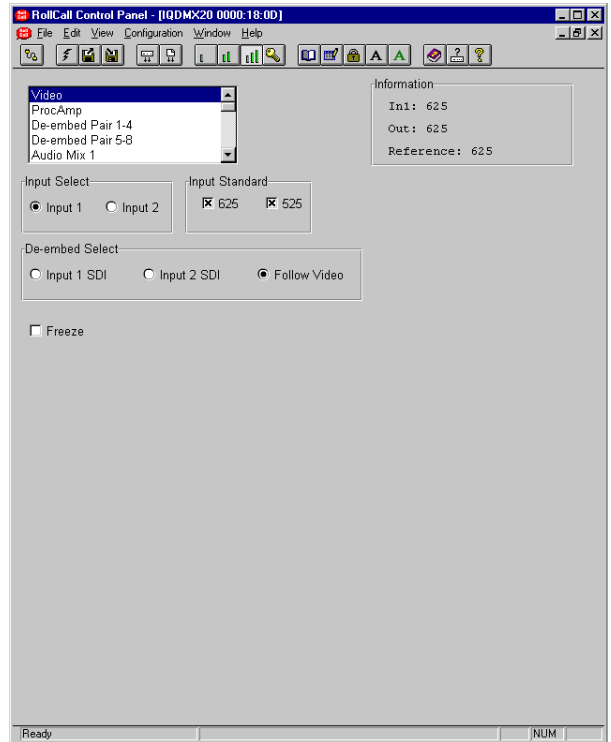 RollCall Control Panel - [IQDMX20 0000:18:0D]
File Edit View Configuration Window Help
A A
Video
ProcAmp
De-embed Pair 1-4
De-embed Pair 5-8
Audio Mix 1
Information
In1: 625
Out: 625
Reference: 625
Input Select
Input 1 Input 2
Input Standard
625 525
De-embed Select
Input 1 SDI Input 2 SDI Follow Video
Freeze
Ready NUM